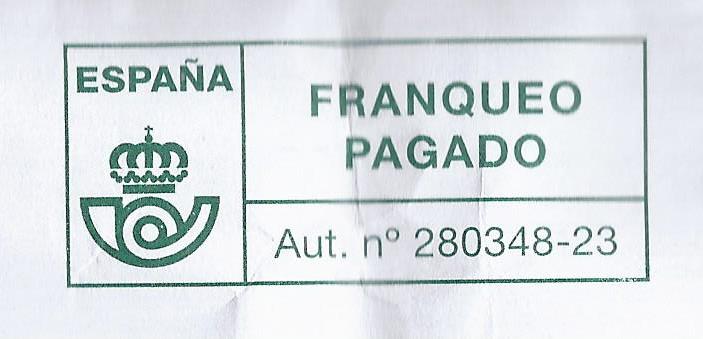 ESPAÑA
FRANQUEO
PAGADO
Aut. nº 280348-23